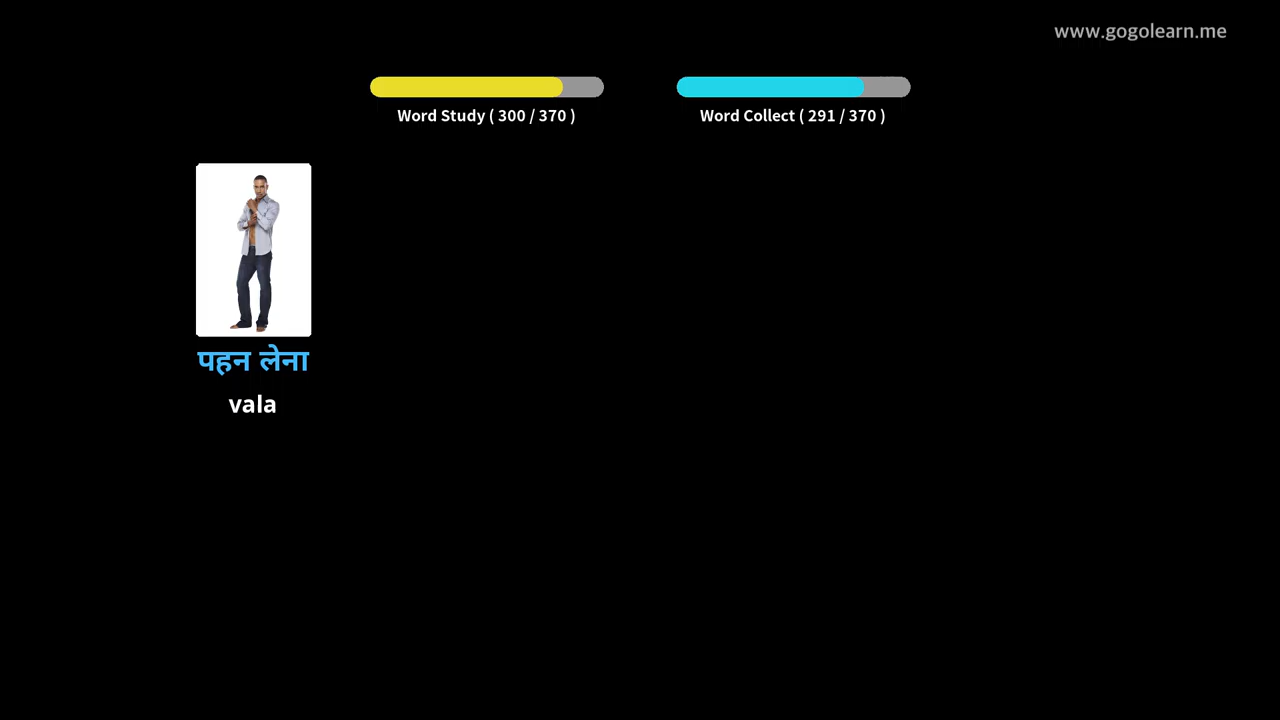 www.gogolearn.me
Word Study ( 300 / 370 )
Word Collect ( 291 / 370 )
पहन लेना
vala